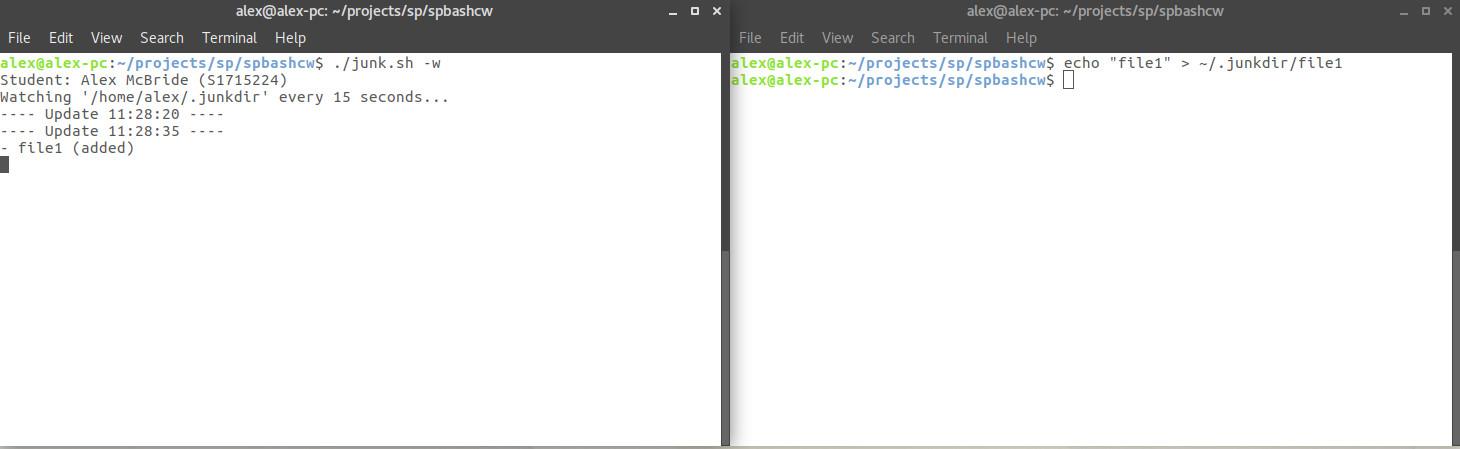 alex@alex-pc: ~/projects/sp/spbashcw
File Edit View Search Terminal Help
alex@alex-pc:~/projects/sp/spbashcw$ ./junk.sh -w
Student: Alex McBride (S1715224)
Watching '/home/alex/.junkdir' every 15 seconds...
---- Update 11:28:20 ----
---- Update 11:28:35 ----
- file1 (added)
alex@alex-pc: ~/projects/sp/spbashcw
File Edit View Search Terminal Help
alex@alex-pc:~/projects/sp/spbashcw$ echo "file1" > ~/.junkdir/file1
alex@alex-pc:~/projects/sp/spbashcw$